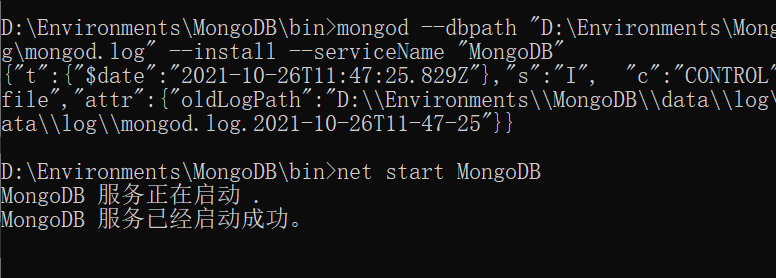 D:\Environments\MongoDB\bin>mongod --dbpath "D:\Environments\Mong
g\mongod.log" --install --serviceName "MongoDB"
{"t":{"$date":"2021-10-26T11:47:25.829Z"},"s":"I",  "c":"CONTROL"
file","attr":{"oldLogPath":"D:\\Environments\\MongoDB\\data\\log\
ata\\log\\mongod.log.2021-10-26T11-47-25"}}
D:\Environments\MongoDB\bin>net start MongoDB
MongoDB 服务正在启动 .
MongoDB 服务已经启动成功。